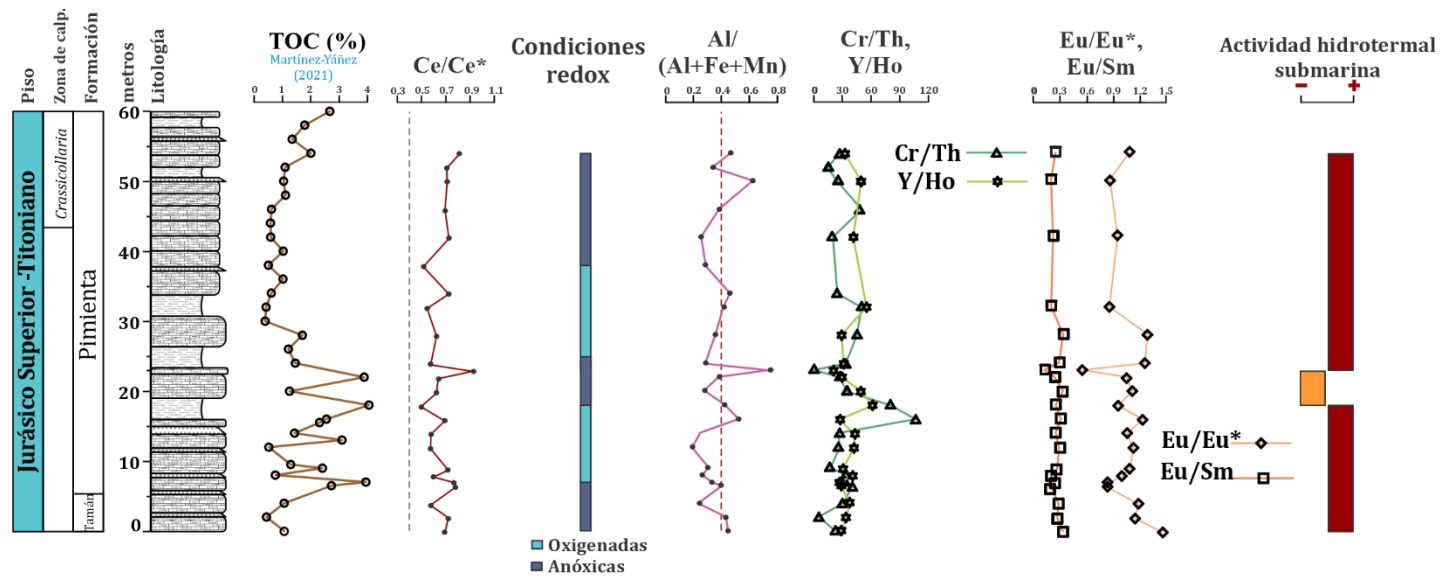 Piso
Zona de calp.
Formación
metros
Litología
TOC (%)
Martínez-Yáñez
(2021)
Ce/Ce*
Condiciones
redox
Al/
(Al+Fe+Mn)
Cr/Th,
Y/Ho
Eu/Eu*,
Eu/Sm
Actividad hidrotermal
submarina
- +
0 1 2 3 4
0.3 0.5 0.7 0.9 1.1
0 0.2 0.4 0.6 0.8
0 30 60 90 120
0 0.3 0.6 0.9 1.2 1.5
Jurásico Superior -Titoniano
Crassicollaria
Pimienta
Tamán
60
50
40
30
20
10
0
Cr/Th
Y/Ho
Eu/Eu*
Eu/Sm
Oxigenadas
Anóxicas